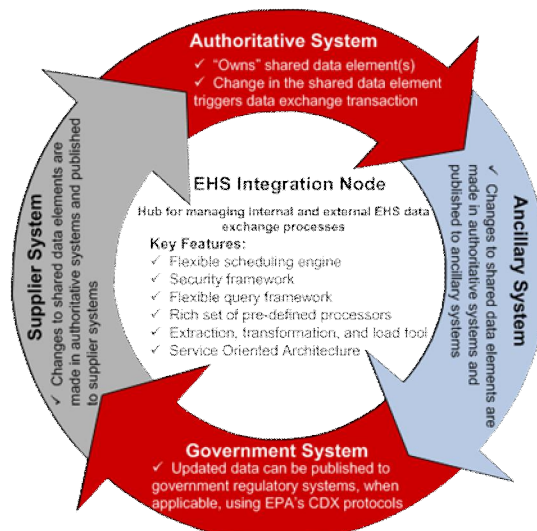 Authoritative System
✓ "Owns" shared data element(s)
✓ Change in the shared data element
triggers data exchange transaction
Ancillary System
✓ Changes to shared data elements are
made in authoritative systems and
published to ancillary systems
Government System
✓ Updated data can be published to
government regulatory systems, when
applicable, using EPA's CDX protocols
Supplier System
✓ Changes to shared data elements are
made in authoritative systems and published
to supplier systems
EHS Integration Node
Hub for managing internal and external EHS data
exchange processes
Key Features:
✓ Flexible scheduling engine
✓ Security framework
✓ Flexible query framework
✓ Rich set of pre-defined processors
✓ Extraction, transformation, and load tool
✓ Service Oriented Architecture